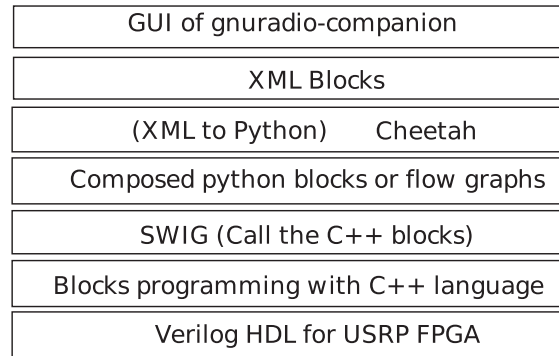 GUI of gnuradio-companion
XML Blocks
(XML to Python) Cheetah
Composed python blocks or flow graphs
SWIG (Call the C++ blocks)
Blocks programming with C++ language
Verilog HDL for USRP FPGA